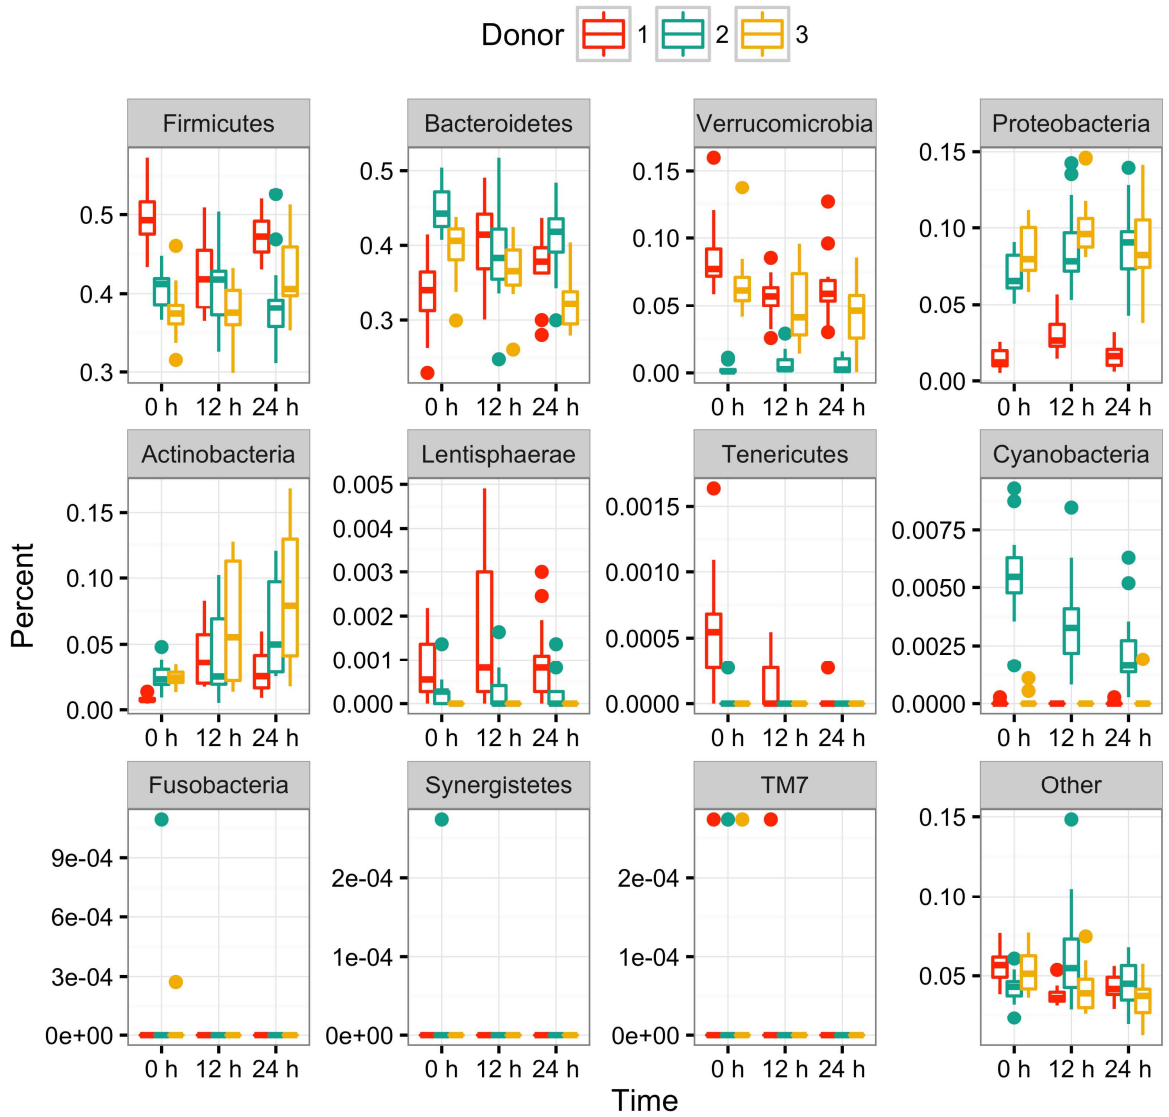 Donor 1 2 3
Firmicutes Bacteroidetes Verrucomicrobia Proteobacteria
0.5 0.4 0.3 0.5 0.4 0.3 0.15 0.10 0.05 0.00 0.15 0.10 0.05 0.00
0 h 12 h 24 h 0 h 12 h 24 h 0 h 12 h 24 h 0 h 12 h 24 h
Actinobacteria Lentisphaerae Tenericutes Cyanobacteria
0.15 0.10 0.05 0.00 0.005 0.004 0.003 0.002 0.001 0.000 0.0015 0.0010 0.0005 0.0000 0.0075 0.0050 0.0025 0.0000
0 h 12 h 24 h 0 h 12 h 24 h 0 h 12 h 24 h 0 h 12 h 24 h
Percent
Fusobacteria Synergistetes TM7 Other
9e-04 6e-04 3e-04 0e+00 2e-04 1e-04 0e+00 2e-04 1e-04 0e+00 0.15 0.10 0.05
0 h 12 h 24 h 0 h 12 h 24 h 0 h 12 h 24 h 0 h 12 h 24 h
Time